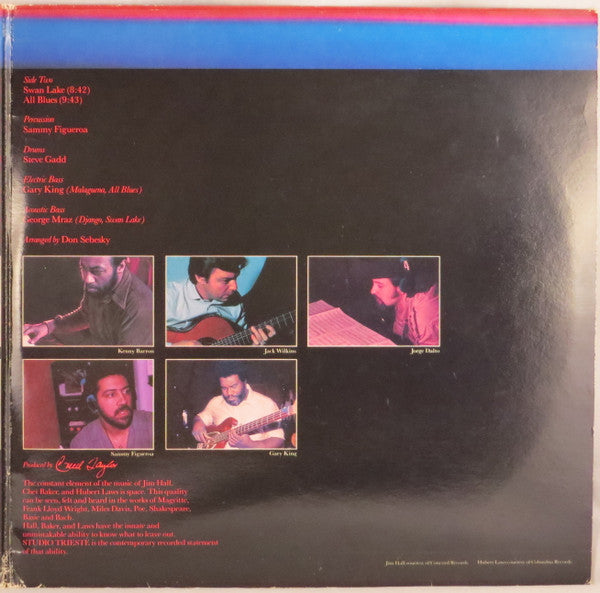 Side Two
Swan Lake (8:42)
All Blues (9:43)
Percussion
Sammy Figueroa
Drums
Steve Gadd
Electric Bass
Gary King (Malaguena, All Blues)
Acoustic Bass
George Mraz (Django, Swan Lake)
Arranged by Don Sebesky
Kenny Barron
Jack Wilkins
Jorge Dalto
Sammy Figueroa
Gary King
Produced by Creed Taylor
The constant element of the music of Jim Hall,
Chet Baker, and Hubert Laws is space. This quality
can be seen, felt and heard in the works of Magritte,
Frank Lloyd Wright, Miles Davis, Poe, Shakespeare,
Basie and Bach.
Hall, Baker, and Laws have the innate and
unmistakable ability to know what to leave out.
STUDIO TRIESTE is the contemporary recorded statement
of that ability.
Jim Hall courtesy of Concord Records. Hubert Laws courtesy of Columbia Records.